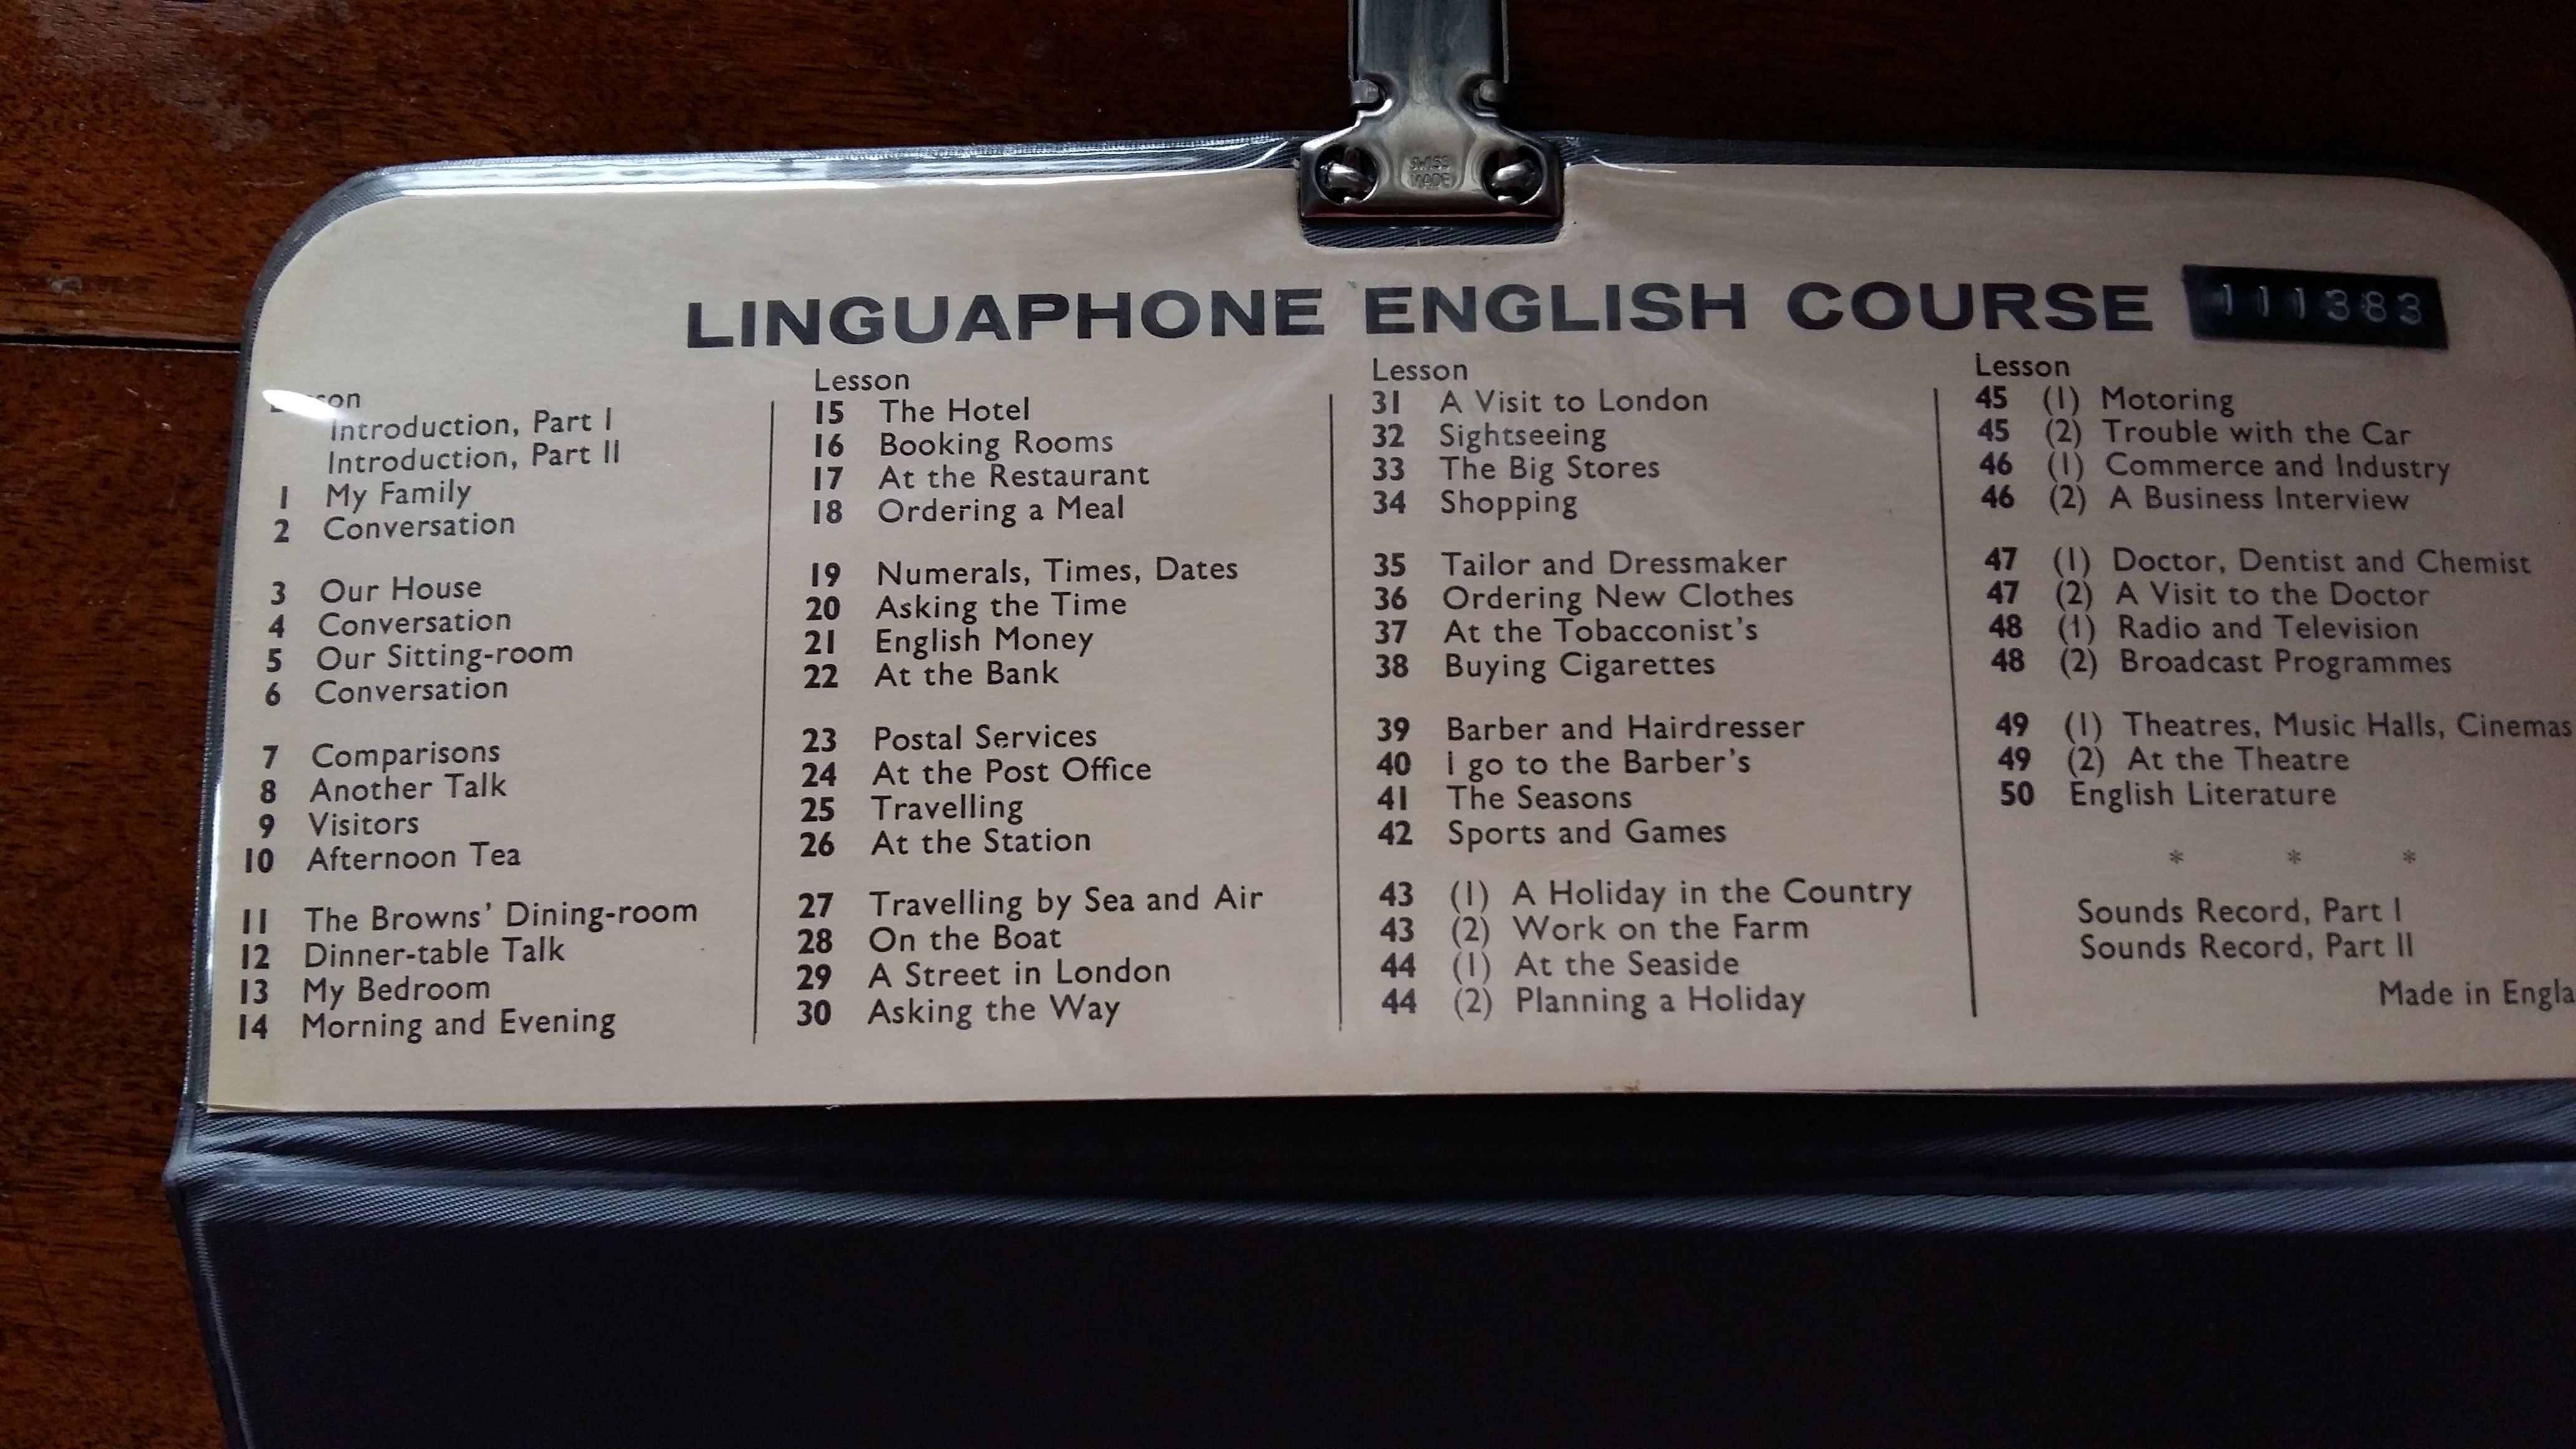 SWISS
MADE
LINGUAPHONE ENGLISH COURSE 111383
Introduction, Part I
Introduction, Part II
1 My Family
2 Conversation
3 Our House
4 Conversation
5 Our Sitting-room
6 Conversation
7 Comparisons
8 Another Talk
9 Visitors
10 Afternoon Tea
11 The Browns' Dining-room
12 Dinner-table Talk
13 My Bedroom
14 Morning and Evening
Lesson
15 The Hotel
16 Booking Rooms
17 At the Restaurant
18 Ordering a Meal
19 Numerals, Times, Dates
20 Asking the Time
21 English Money
22 At the Bank
23 Postal Services
24 At the Post Office
25 Travelling
26 At the Station
27 Travelling by Sea and Air
28 On the Boat
29 A Street in London
30 Asking the Way
Lesson
31 A Visit to London
32 Sightseeing
33 The Big Stores
34 Shopping
35 Tailor and Dressmaker
36 Ordering New Clothes
37 At the Tobacconist's
38 Buying Cigarettes
39 Barber and Hairdresser
40 I go to the Barber's
41 The Seasons
42 Sports and Games
43 (1) A Holiday in the Country
43 (2) Work on the Farm
44 (1) At the Seaside
44 (2) Planning a Holiday
Lesson
45 (1) Motoring
45 (2) Trouble with the Car
46 (1) Commerce and Industry
46 (2) A Business Interview
47 (1) Doctor, Dentist and Chemist
47 (2) A Visit to the Doctor
48 (1) Radio and Television
48 (2) Broadcast Programmes
49 (1) Theatres, Music Halls, Cinemas
49 (2) At the Theatre
50 English Literature
* * *
Sounds Record, Part I
Sounds Record, Part II
Made in Engla